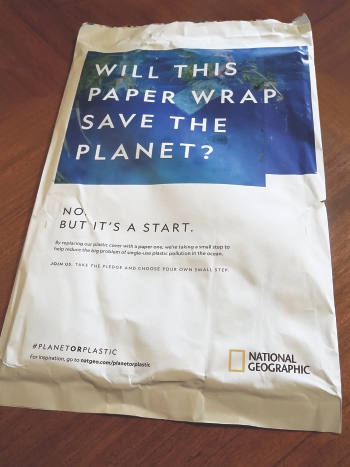 WILL THIS
PAPER WRAP
SAVE THE
PLANET?
NO.
BUT IT'S A START.
By replacing our plastic cover with a paper one, we're taking a small step to
help reduce the big problem of single-use plastic pollution in the ocean.
JOIN US. TAKE THE PLEDGE AND CHOOSE YOUR OWN SMALL STEP.
#PLANETORPLASTIC
For inspiration, go to natgeo.com/planetorplastic
NATIONAL
GEOGRAPHIC